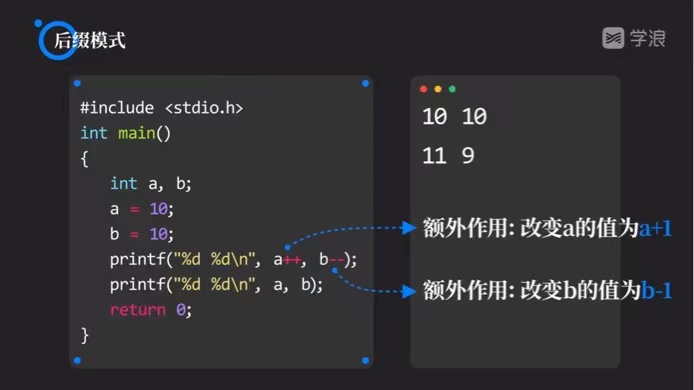 后缀模式
学浪
#include <stdio.h>
int main()
{
int a, b;
a = 10;
b = 10;
printf("%d %d\n", a++, b--);
printf("%d %d\n", a, b);
return 0;
}
10 10
11 9
额外作用: 改变a的值为a+1
额外作用: 改变b的值为b-1